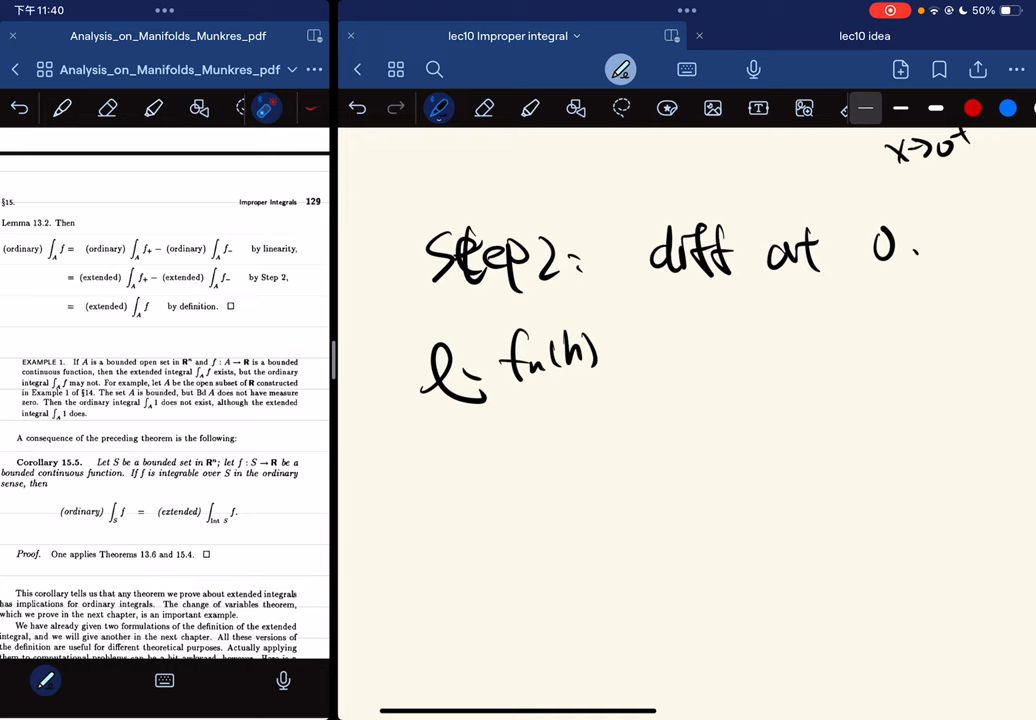 下午11:40
50%
Analysis_on_Manifolds_Munkres_pdf
lec10 Improper integral
lec10 idea
Analysis_on_Manifolds_Munkres_pdf
§15.
Improper Integrals 129
Lemma 13.2. Then
(ordinary) ∫_A f = (ordinary) ∫_A f₊ − (ordinary) ∫_A f₋ by linearity,
= (extended) ∫_A f₊ − (extended) ∫_A f₋ by Step 2,
= (extended) ∫_A f by definition. □
EXAMPLE 1. If A is a bounded open set in Rⁿ and f : A → R is a bounded
continuous function, then the extended integral ∫_A f exists, but the ordinary
integral ∫_A f may not. For example, let A be the open subset of R constructed
in Example 1 of §14. The set A is bounded, but Bd A does not have measure
zero. Then the ordinary integral ∫_A 1 does not exist, although the extended
integral ∫_A 1 does.
A consequence of the preceding theorem is the following:
Corollary 15.5. Let S be a bounded set in Rⁿ; let f : S → R be a
bounded continuous function. If f is integrable over S in the ordinary
sense, then
(ordinary) ∫_S f = (extended) ∫_Int S f.
Proof. One applies Theorems 13.6 and 15.4. □
This corollary tells us that any theorem we prove about extended integrals
has implications for ordinary integrals. The change of variables theorem,
which we prove in the next chapter, is an important example.
We have already given two formulations of the definition of the extended
integral, and we will give another in the next chapter. All these versions of
the definition are useful for different theoretical purposes. Actually applying
them to computational problems can be a bit awkward, however. Here is a
x→0⁺
Step 2: diff at 0.
fn(h)